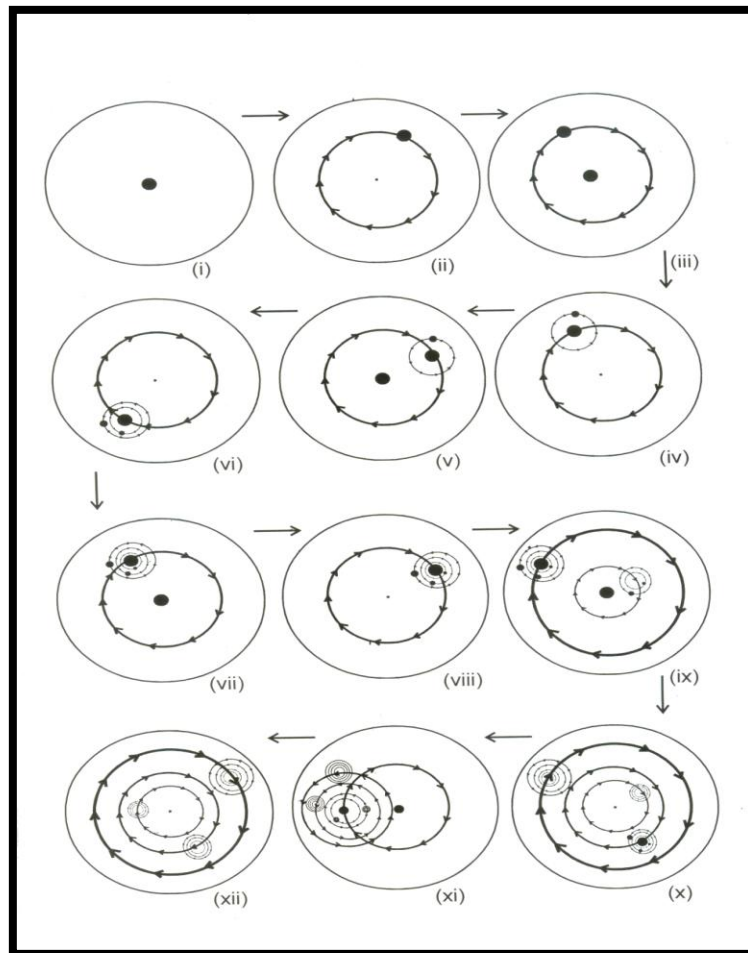 (i)
(ii)
(iii)
(iv)
(v)
(vi)
(vii)
(viii)
(ix)
(x)
(xi)
(xii)